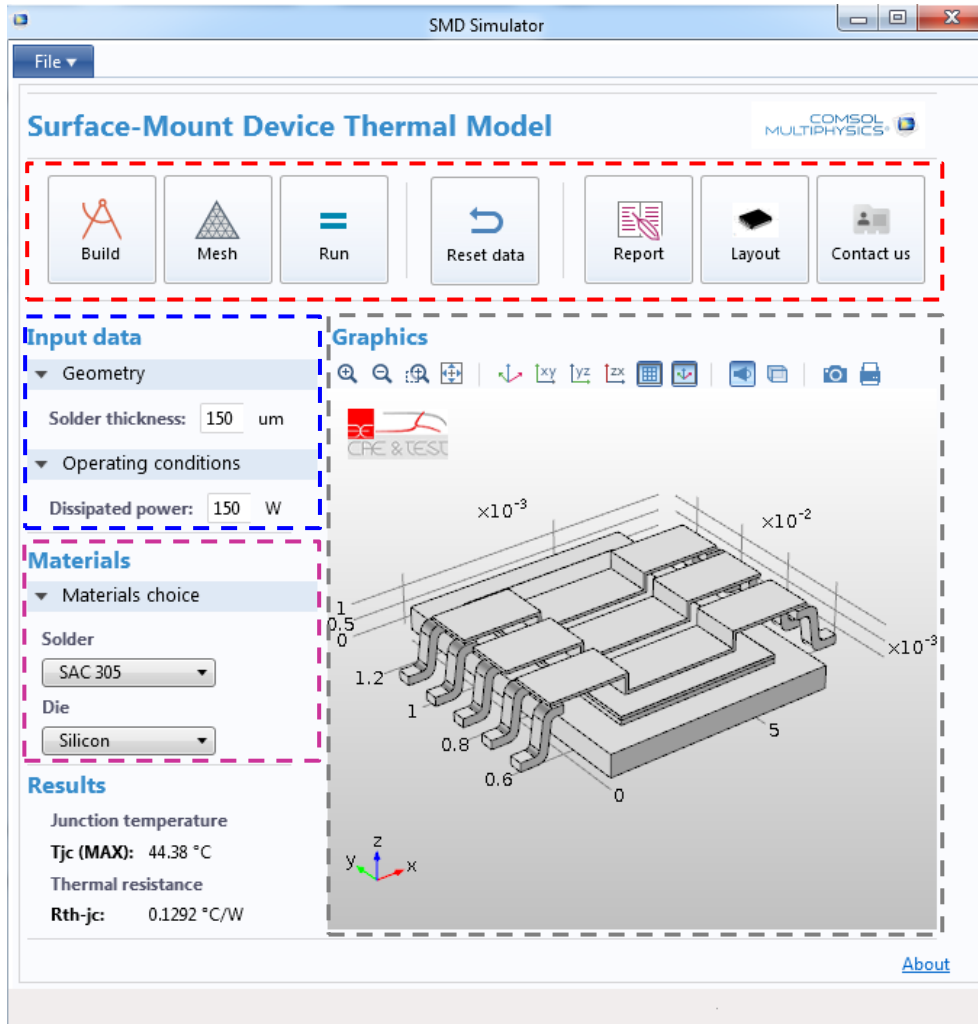 SMD Simulator
File
Surface-Mount Device Thermal Model
COMSOL
MULTIPHYSICS®
Build
Mesh
Run
Reset data
Report
Layout
Contact us
Input data
Geometry
Solder thickness: 150 um
Operating conditions
Dissipated power: 150 W
Materials
Materials choice
Solder
SAC 305
Die
Silicon
Results
Junction temperature
Tjc (MAX): 44.38 °C
Thermal resistance
Rth-jc: 0.1292 °C/W
Graphics
xy yz zx
CAE & TEST
×10⁻³
×10⁻²
×10⁻³
1
0.5
0
1.2
1
0.8
0.6
0
5
z
y
x
About